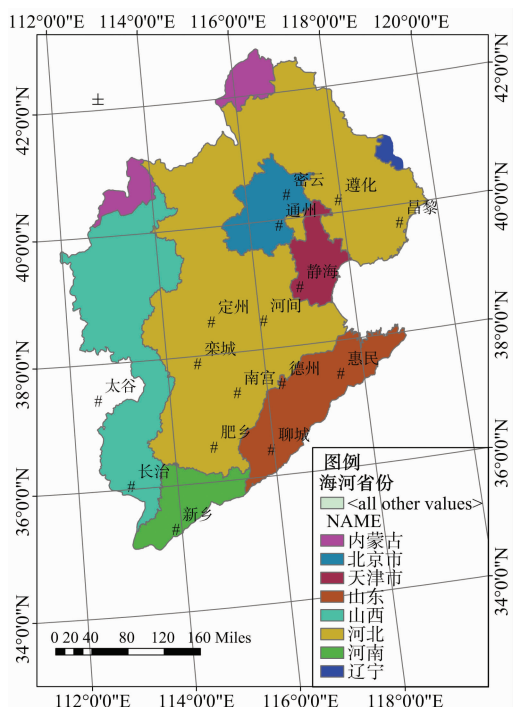 112°0'0"E 114°0'0"E 116°0'0"E 118°0'0"E 120°0'0"E
42°0'0"N
42°0'0"N
40°0'0"N
40°0'0"N
38°0'0"N
38°0'0"N
36°0'0"N
36°0'0"N
34°0'0"N
34°0'0"N
密云
#
遵化
#
通州
#
昌黎
#
静海
#
定州
#
河间
#
栾城
#
德州
#
惠民
#
南宫
#
太谷
#
肥乡
#
聊城
#
长治
#
新乡
#
图例
海河省份
<all other values>
NAME
内蒙古
北京市
天津市
山东
山西
河北
河南
辽宁
0 20 40 80 120 160 Miles
112°0'0"E 114°0'0"E 116°0'0"E 118°0'0"E